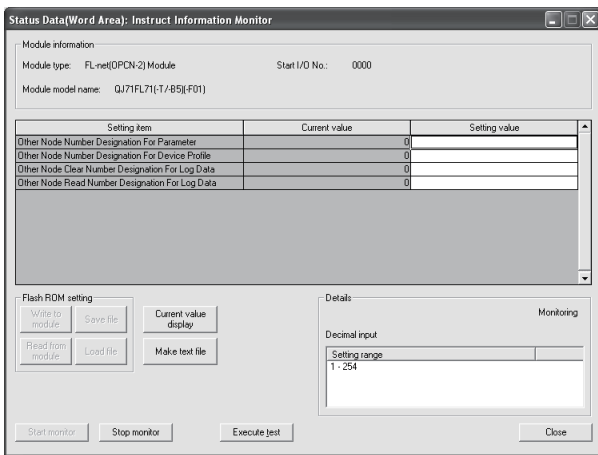 Status Data(Word Area): Instruct Information Monitor
Module information
Module type: FL-net(OPCN-2) Module Start I/O No.: 0000
Module model name: QJ71FL71(-T/-B5)(-F01)
Setting item Current value Setting value
Other Node Number Designation For Parameter 0
Other Node Number Designation For Device Profile 0
Other Node Clear Number Designation For Log Data 0
Other Node Read Number Designation For Log Data 0
Flash ROM setting
Write to module
Save file
Current value display
Read from module
Load file
Make text file
Details
Monitoring
Decimal input
Setting range
1 - 254
Start monitor Stop monitor Execute test Close